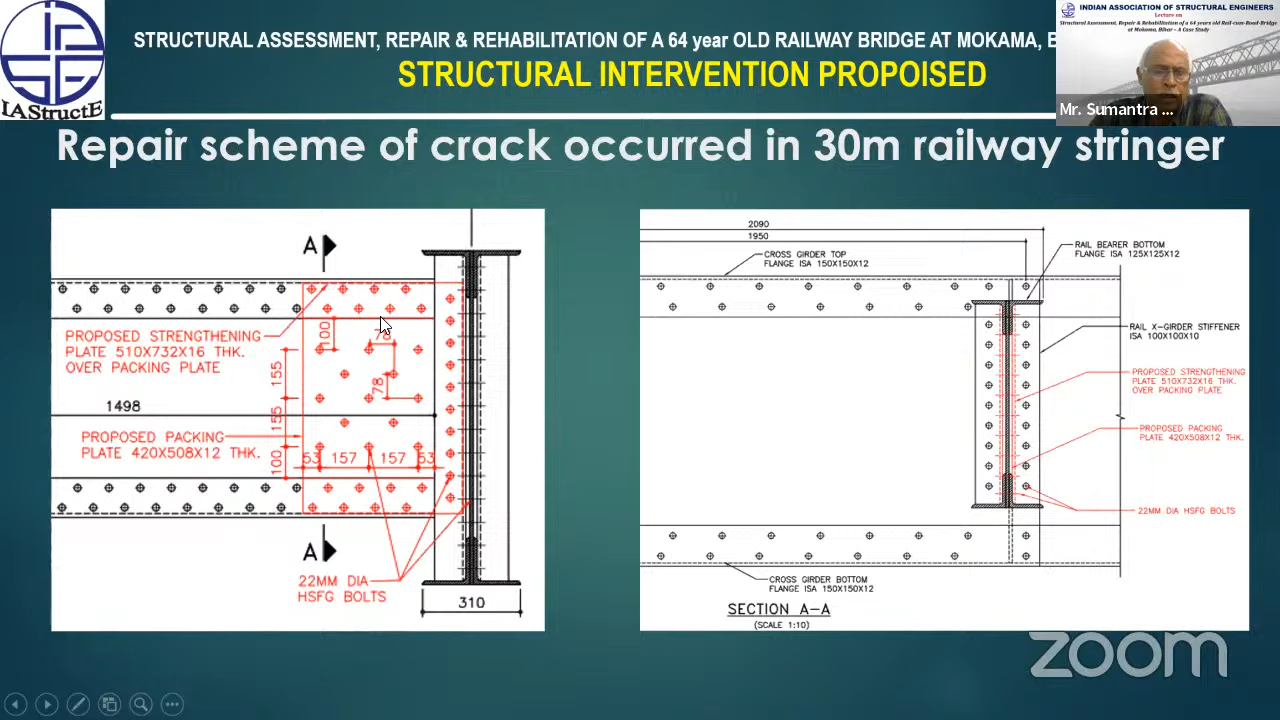 IAStructE
STRUCTURAL ASSESSMENT, REPAIR & REHABILITATION OF A 64 year OLD RAILWAY BRIDGE AT MOKAMA, B
STRUCTURAL INTERVENTION PROPOISED
INDIAN ASSOCIATION OF STRUCTURAL ENGINEERS
Lecture on
Structural Assessment, Repair & Rehabilitation of a 64 years old Rail-cum-Road-Bridge
at Mokama, Bihar – A Case Study
Mr. Sumantra ...
Repair scheme of crack occurred in 30m railway stringer
A
PROPOSED STRENGTHENING
PLATE 510X732X16 THK.
OVER PACKING PLATE
100
78
155
78
1498
155
PROPOSED PACKING
PLATE 420X508X12 THK.
100
53
157
157
53
A
22MM DIA
HSFG BOLTS
310
2090
1950
CROSS GIRDER TOP
FLANGE ISA 150X150X12
RAIL BEARER BOTTOM
FLANGE ISA 125X125X12
RAIL X-GIRDER STIFFENER
ISA 100X100X10
PROPOSED STRENGTHENING
PLATE 510X732X16 THK.
OVER PACKING PLATE
PROPOSED PACKING
PLATE 420X508X12 THK.
22MM DIA HSFG BOLTS
CROSS GIRDER BOTTOM
FLANGE ISA 150X150X12
SECTION A-A
(SCALE 1:10)
zoom